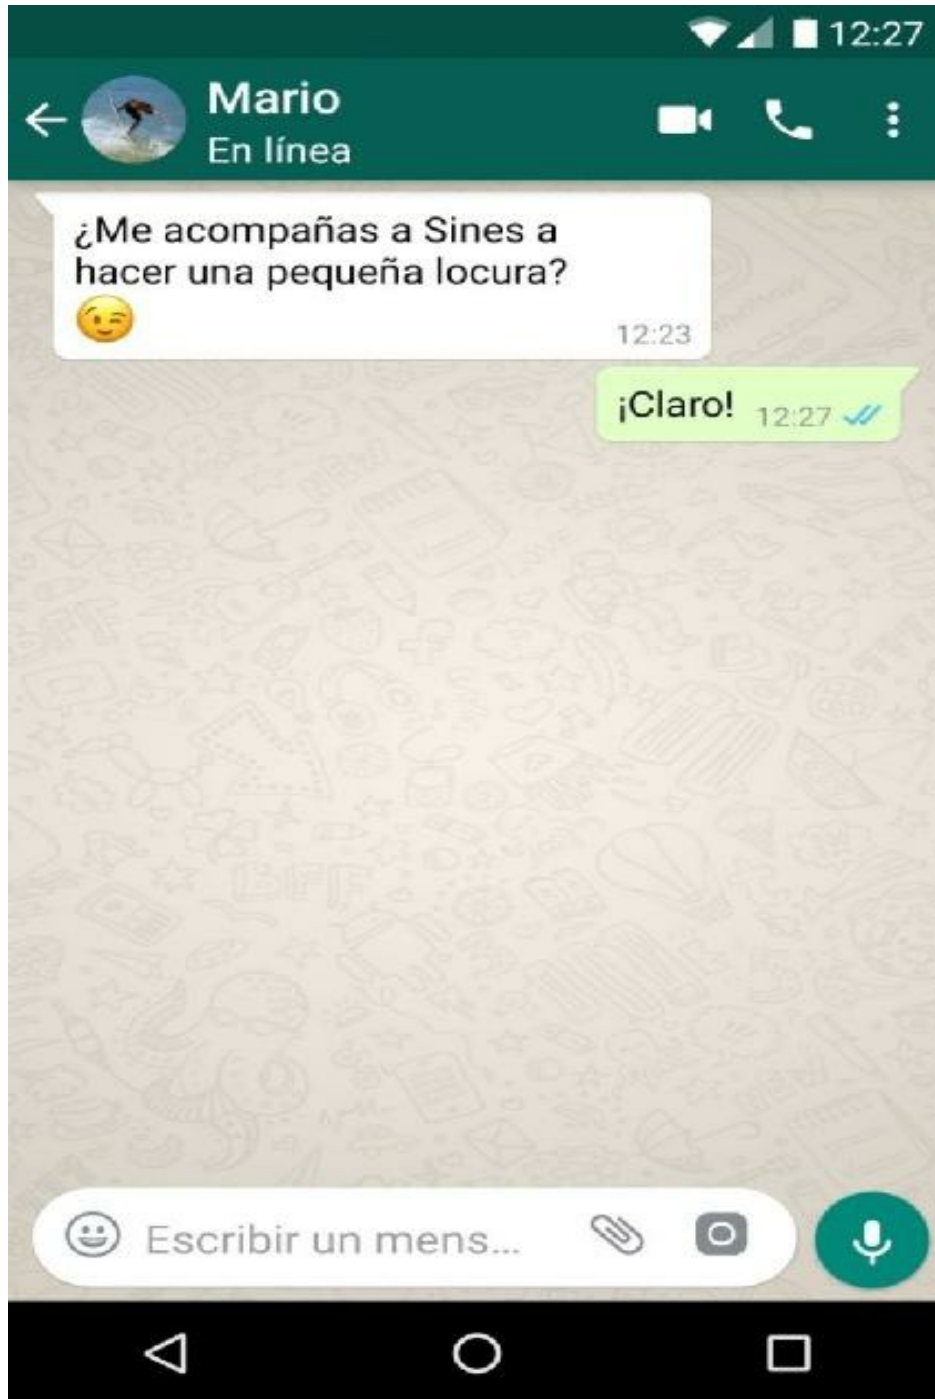 12:27
Mario
En línea
¿Me acompañas a Sines a
hacer una pequeña locura?
😉
12:23
¡Claro! 12:27
Escribir un mens...